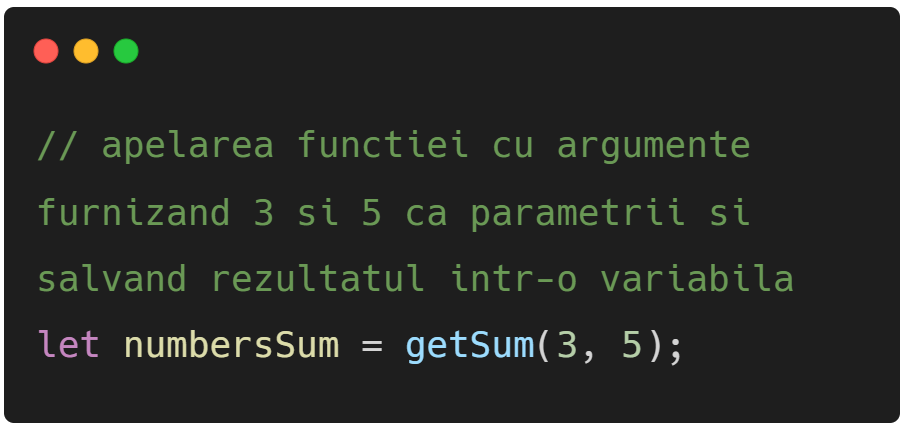 // apelarea functiei cu argumente
furnizand 3 si 5 ca parametrii si
salvand rezultatul intr-o variabila
let numbersSum = getSum(3, 5);